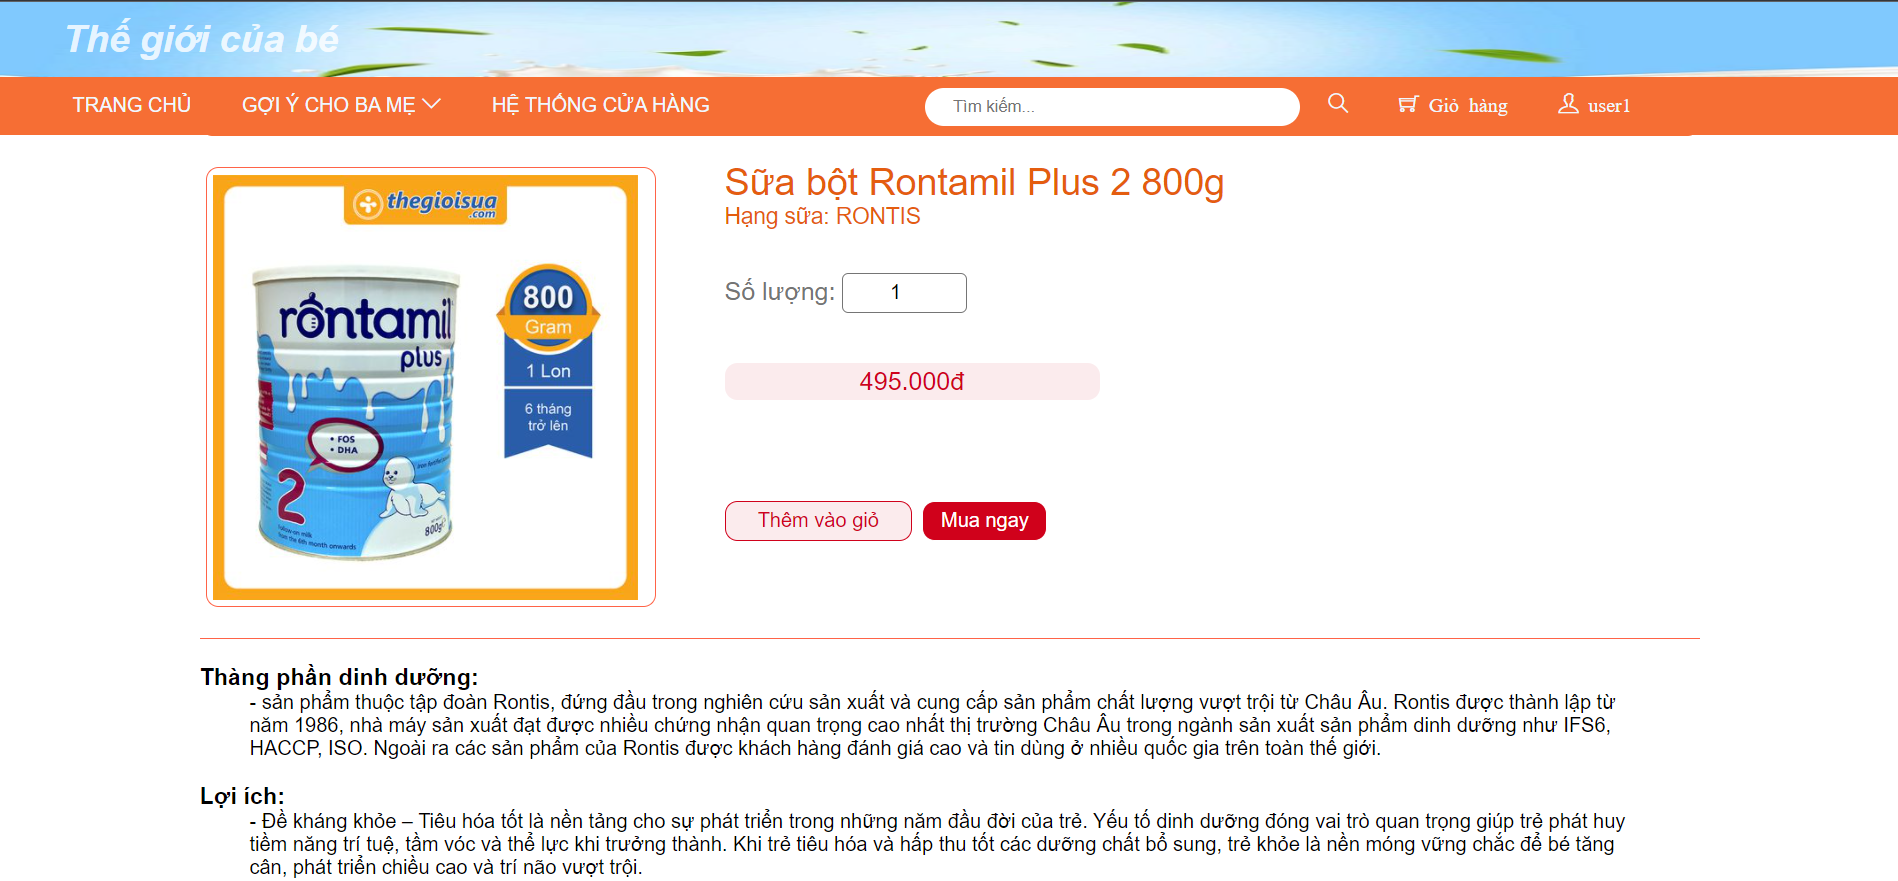 Thế giới của bé
TRANG CHỦ GỢI Ý CHO BA MẸ HỆ THỐNG CỬA HÀNG Tìm kiếm... Giỏ hàng user1
thegioisua
.com
rontamil
plus
• FOS
• DHA
2
follow-on milk
from the 6th month onwards
800g
800
Gram
1 Lon
6 tháng
trở lên
Sữa bột Rontamil Plus 2 800g
Hạng sữa: RONTIS
Số lượng: 1
495.000đ
Thêm vào giỏ Mua ngay
Thàng phần dinh dưỡng:
- sản phẩm thuộc tập đoàn Rontis, đứng đầu trong nghiên cứu sản xuất và cung cấp sản phẩm chất lượng vượt trội từ Châu Âu. Rontis được thành lập từ
năm 1986, nhà máy sản xuất đạt được nhiều chứng nhận quan trọng cao nhất thị trường Châu Âu trong ngành sản xuất sản phẩm dinh dưỡng như IFS6,
HACCP, ISO. Ngoài ra các sản phẩm của Rontis được khách hàng đánh giá cao và tin dùng ở nhiều quốc gia trên toàn thế giới.
Lợi ích:
- Đề kháng khỏe – Tiêu hóa tốt là nền tảng cho sự phát triển trong những năm đầu đời của trẻ. Yếu tố dinh dưỡng đóng vai trò quan trọng giúp trẻ phát huy
tiềm năng trí tuệ, tầm vóc và thể lực khi trưởng thành. Khi trẻ tiêu hóa và hấp thu tốt các dưỡng chất bổ sung, trẻ khỏe là nền móng vững chắc để bé tăng
cân, phát triển chiều cao và trí não vượt trội.